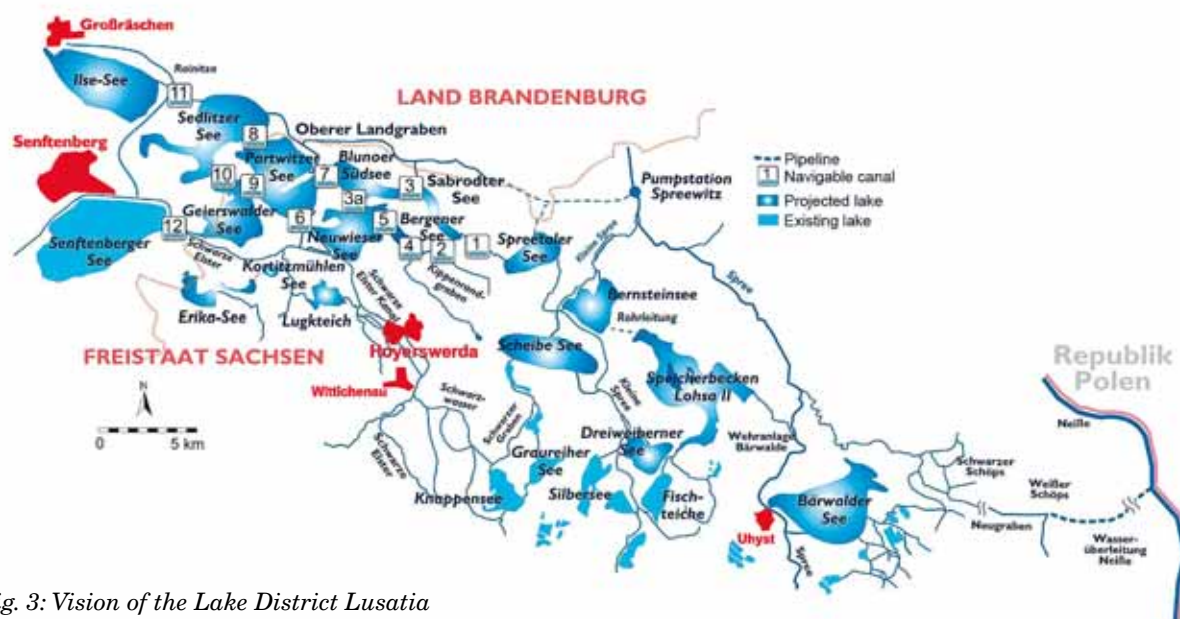 Großräschen
Ilse-See
Rainitza
11
LAND BRANDENBURG
Sedlitzer
See
8
Oberer Landgraben
Senftenberg
Partwitzer
See
Blunoer
Südsee
7
10
9
3
Sabrodter
See
3a
Pipeline
1
Navigable canal
Projected lake
Existing lake
Pumpstation
Spreewitz
Geierswalder
See
6
5
Bergener
See
12
Neuwieser
See
4
2
1
Spreetaler
See
Kleine Spree
Senftenberger
See
Schwarze
Elster
Kortitzmühlen
See
Schwarze
Elster Kanal
Kippenrand-
graben
Spree
Erika-See
Lugkteich
Bernsteinsee
Rohrleitung
FREISTAAT SACHSEN
Hoyerswerda
Scheibe See
Speicherbecken
Lohsa II
Republik
Polen
N
Wittichenau
Schwarz-
wasser
Kleine
Spree
0
5 km
Schwarzer
Graben
Neiße
Schwarze
Elster
Dreiweiberner
See
Wehranlage
Bärwalde
Graureiher
See
Schwarzer
Schöps
Knappensee
Silbersee
Fisch-
teiche
Bärwalder
See
Weißer
Schöps
Neugraben
Uhyst
Spree
Wasser-
überleitung
Neiße
ig. 3: Vision of the Lake District Lusatia